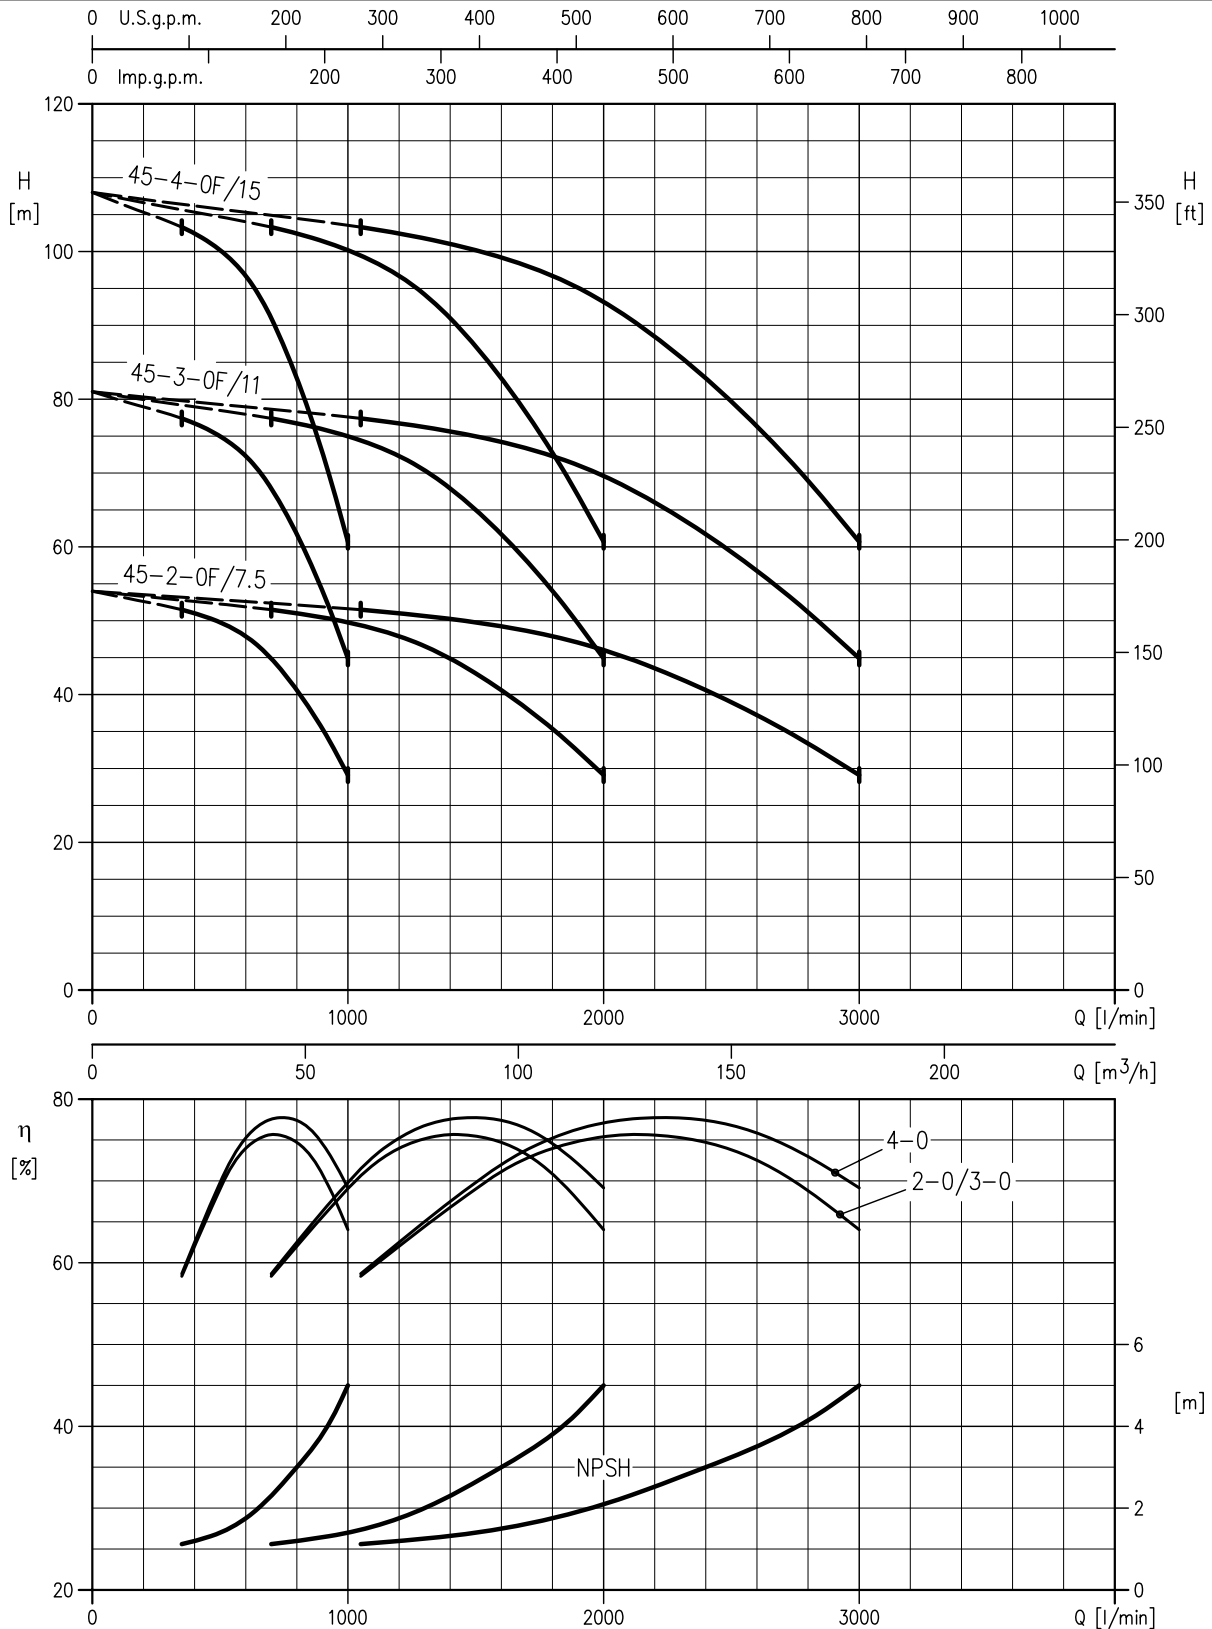 0 U.S.g.p.m. 200 300 400 500 600 700 800 900 1000
0 Imp.g.p.m. 200 300 400 500 600 700 800
120
H
[m]
100
80
60
40
20
0
45-4-0F/15
45-3-0F/11
45-2-0F/7.5
H
[ft]
350
300
250
200
150
100
50
0
0 1000 2000 3000 Q [l/min]
0 50 100 150 200 Q [m³/h]
80
η
[%]
60
40
20
4-0
2-0/3-0
NPSH
6
[m]
4
2
0
0 1000 2000 3000 Q [l/min]